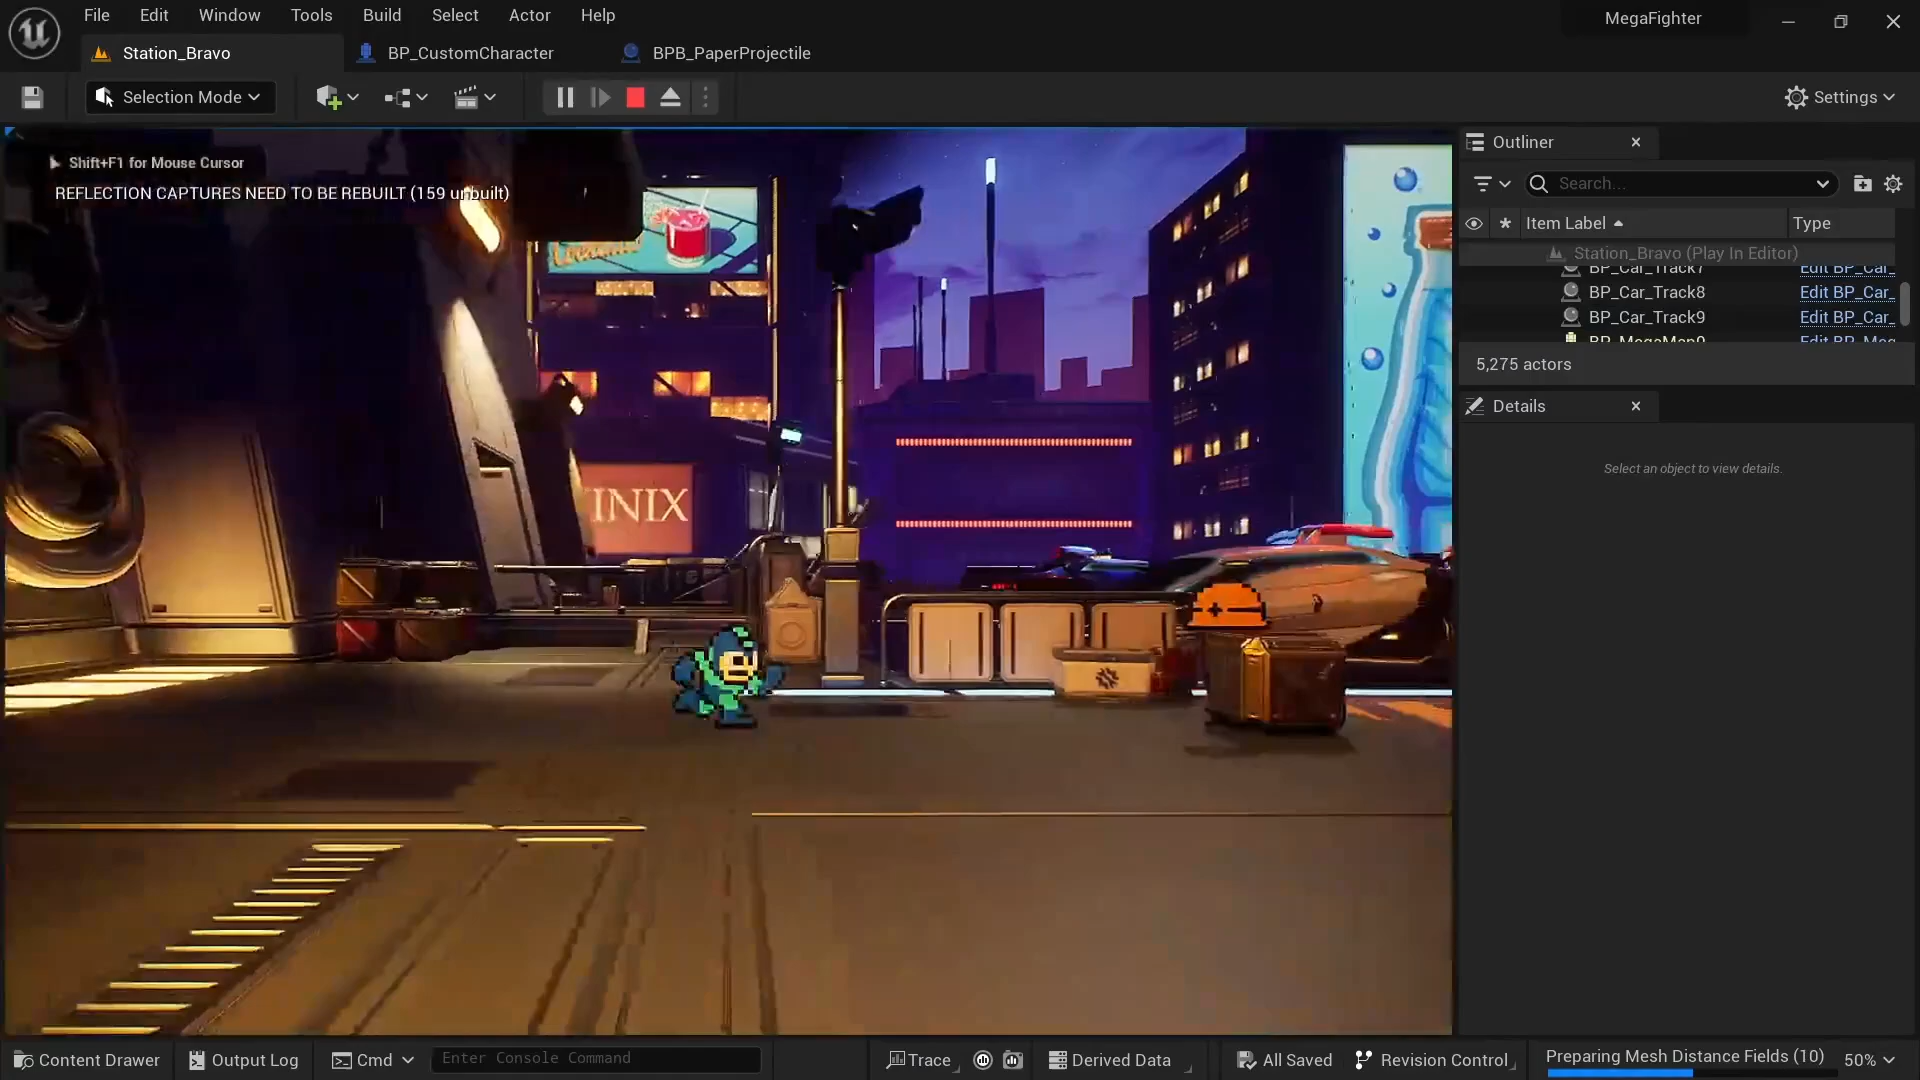 File Edit Window Tools Build Select Actor Help
MegaFighter
Station_Bravo
BP_CustomCharacter
BPB_PaperProjectile
Selection Mode
Settings
Shift+F1 for Mouse Cursor
REFLECTION CAPTURES NEED TO BE REBUILT (159 unbuilt)
INIX
Outliner
Search...
Item Label
Type
Station_Bravo (Play In Editor)
BP_Car_Track7 Edit BP_Car_
BP_Car_Track8 Edit BP_Car_
BP_Car_Track9 Edit BP_Car_
5,275 actors
Details
Select an object to view details.
Content Drawer
Output Log
Cmd
Enter Console Command
Trace
Derived Data
All Saved
Revision Control
Preparing Mesh Distance Fields (10)
50%